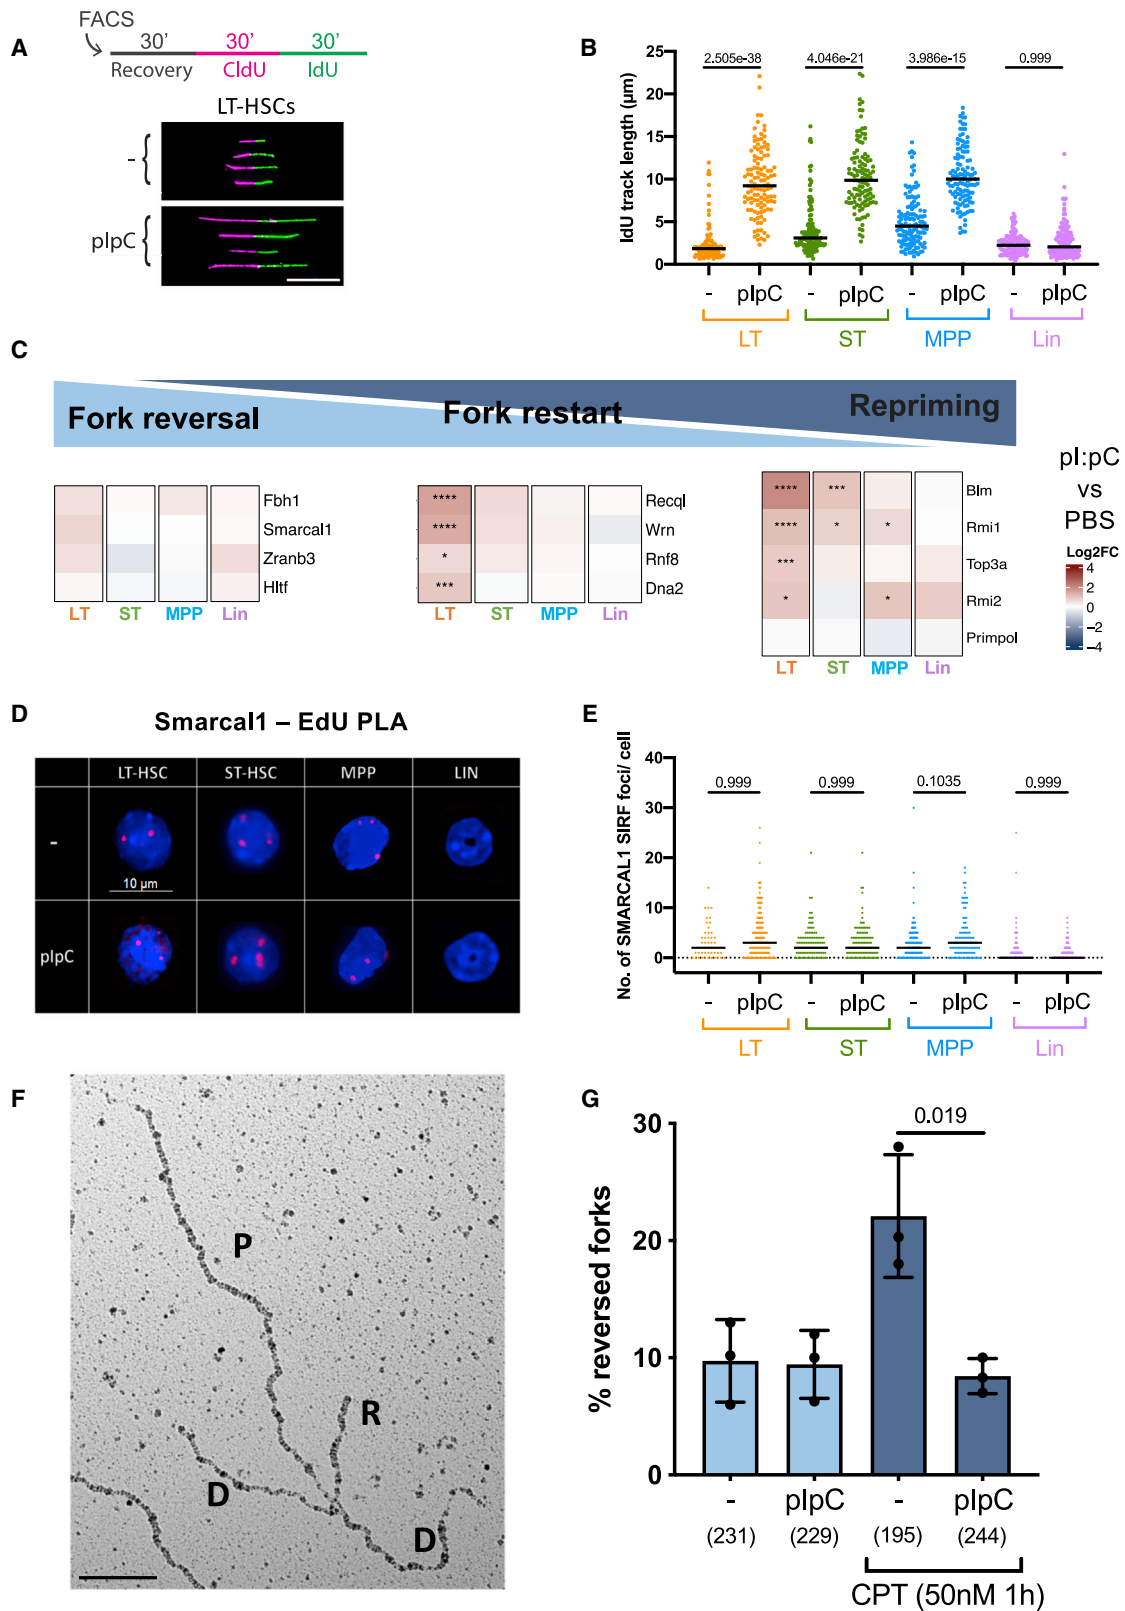 A
FACS
30' 30' 30'
Recovery CldU IdU
LT-HSCs
-
pIpC
B
IdU track length (µm)
25
20
15
10
5
0
2.505e-38 4.046e-21 3.986e-15 0.999
- pIpC - pIpC - pIpC - pIpC
LT ST MPP Lin
C
Fork reversal Fork restart Repriming
Fbh1
Smarcal1
Zranb3
Hltf
LT ST MPP Lin
**** Recql
**** Wrn
* Rnf8
*** Dna2
LT ST MPP Lin
**** *** Blm
**** * * Rmi1
*** Top3a
* * Rmi2
Primpol
LT ST MPP Lin
pI:pC
vs
PBS
Log2FC
4
2
0
−2
−4
D
Smarcal1 – EdU PLA
LT-HSC ST-HSC MPP LIN
-
10 µm
pIpC
E
No. of SMARCAL1 SIRF foci/ cell
40
30
20
10
0
0.999 0.999 0.1035 0.999
- pIpC - pIpC - pIpC - pIpC
LT ST MPP Lin
F
P
R
D
D
G
% reversed forks
30
20
10
0
0.019
- pIpC - pIpC
(231) (229) (195) (244)
CPT (50nM 1h)